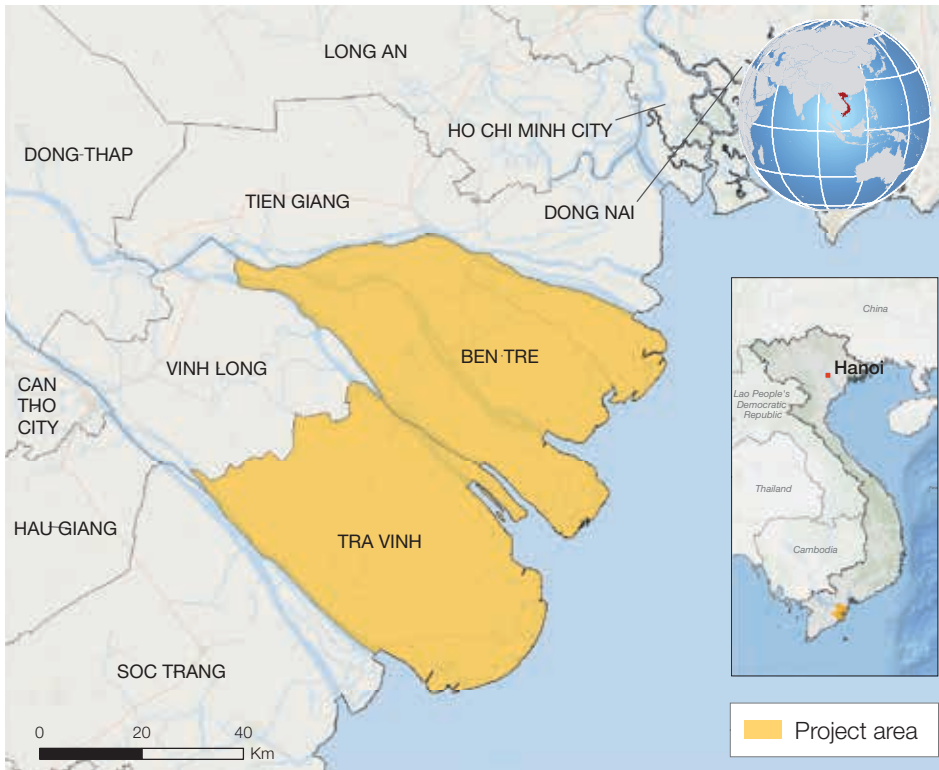 LONG AN
HO CHI MINH CITY
DONG THAP
TIEN GIANG
DONG NAI
VINH LONG
BEN TRE
CAN
THO
CITY
HAU GIANG
TRA VINH
SOC TRANG
0 20 40
Km
China
Hanoi
Lao People's
Democratic
Republic
Thailand
Cambodia
Project area